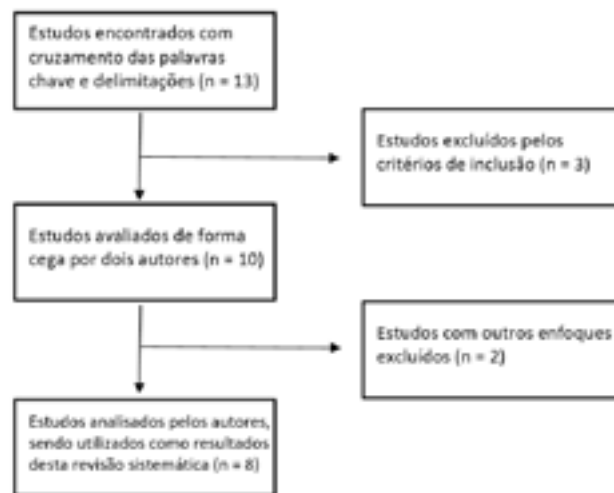 Estudos encontrados com
cruzamento das palavras
chave e delimitações (n = 13)
Estudos excluídos pelos
critérios de inclusão (n = 3)
Estudos avaliados de forma
cega por dois autores (n = 10)
Estudos com outros enfoques
excluídos (n = 2)
Estudos analisados pelos autores,
sendo utilizados como resultados
desta revisão sistemática (n = 8)